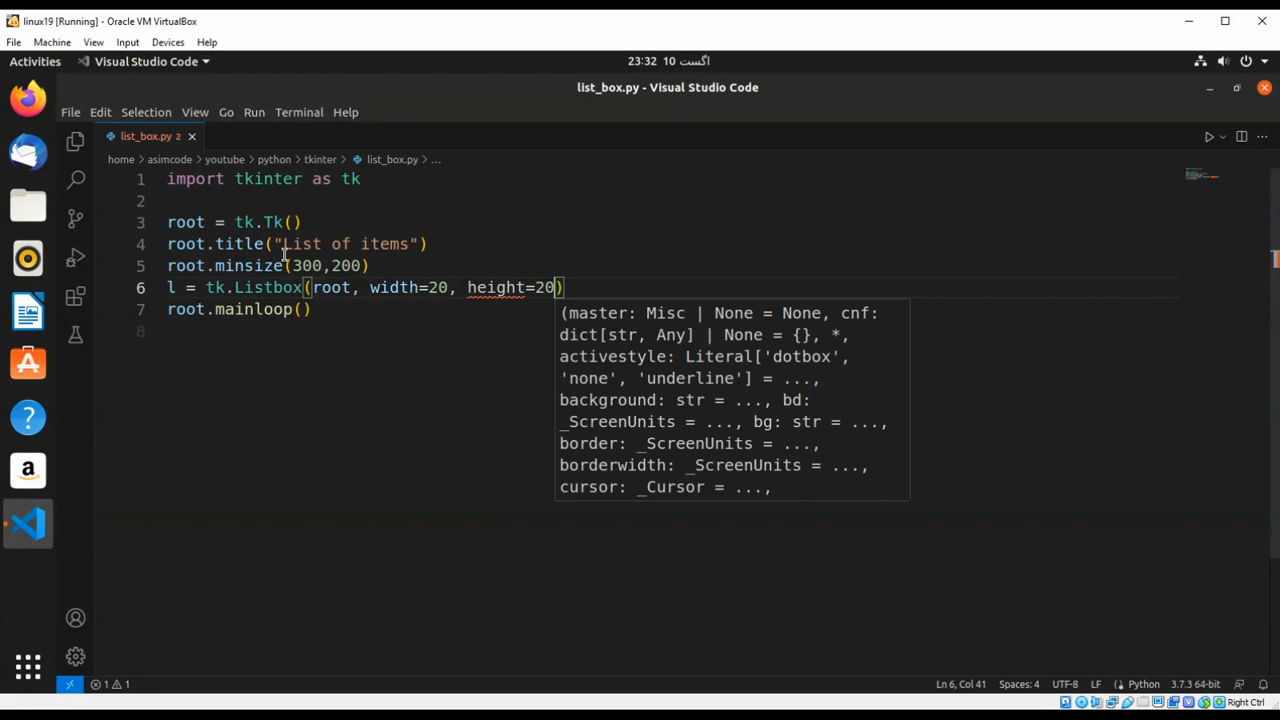 linux19 [Running] - Oracle VM VirtualBox
File Machine View Input Devices Help
Activities Visual Studio Code 23:32 10 اگست
list_box.py - Visual Studio Code
File Edit Selection View Go Run Terminal Help
list_box.py 2
home > asimcode > youtube > python > tkinter > list_box.py > ...
1 import tkinter as tk
2
3 root = tk.Tk()
4 root.title("List of items")
5 root.minsize(300,200)
6 l = tk.Listbox(root, width=20, height=20)
7 root.mainloop()
8
(master: Misc | None = None, cnf:
dict[str, Any] | None = {}, *,
activestyle: Literal['dotbox',
'none', 'underline'] = ...,
background: str = ..., bd:
_ScreenUnits = ..., bg: str = ...,
border: _ScreenUnits = ...,
borderwidth: _ScreenUnits = ...,
cursor: _Cursor = ...,
1 1 Ln 6, Col 41 Spaces: 4 UTF-8 LF Python 3.7.3 64-bit
Right Ctrl